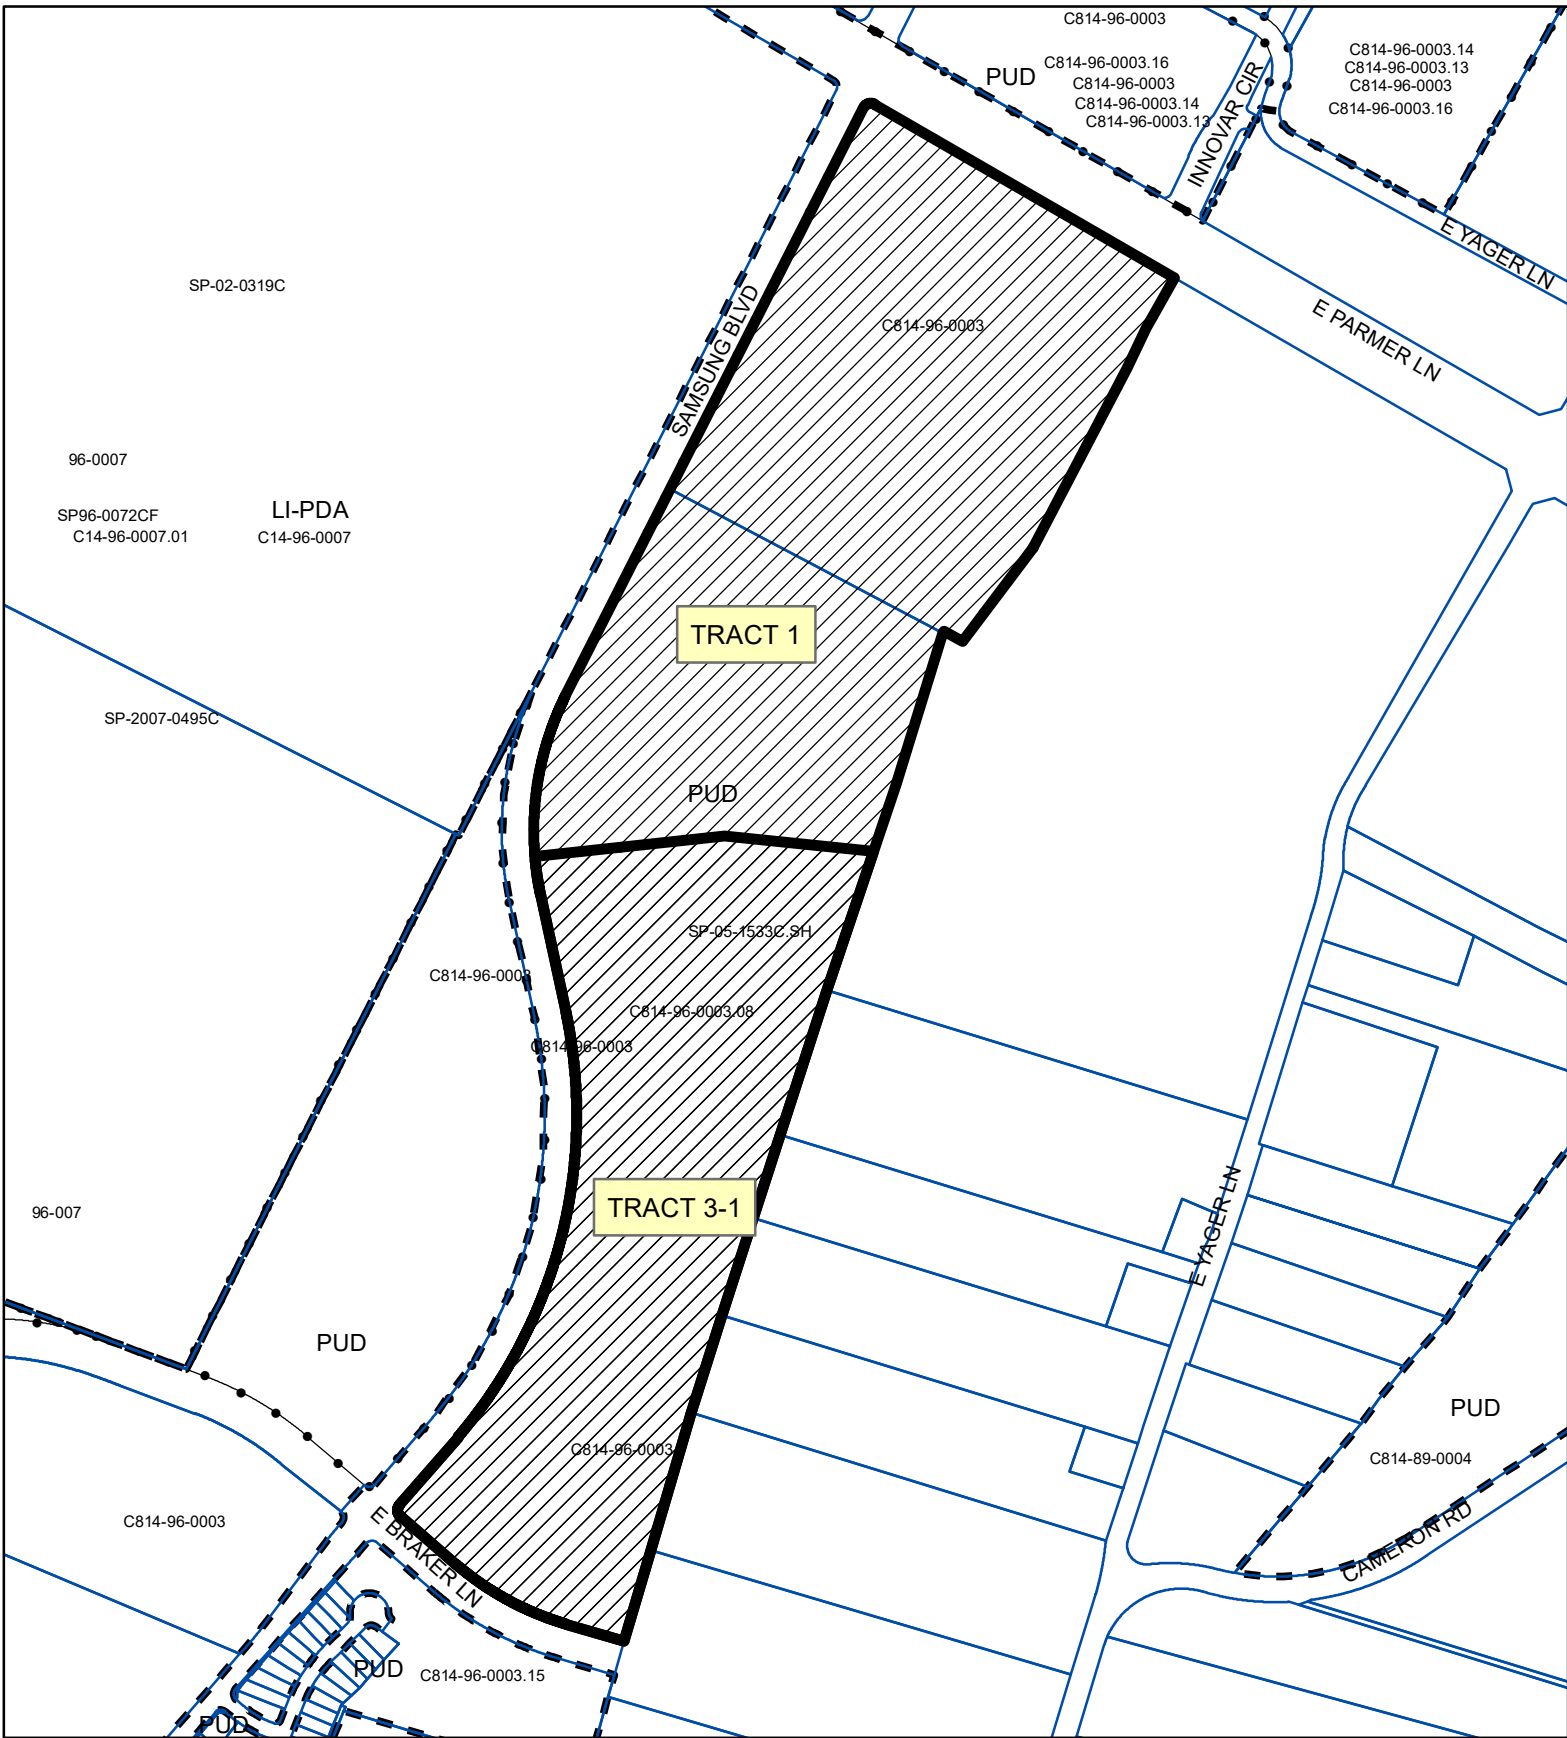 C814-96-0003
C814-96-0003.14
C814-96-0003.16
C814-96-0003.13
PUD
C814-96-0003
C814-96-0003
C814-96-0003.14
C814-96-0003.16
C814-96-0003.13
INNOVAR CIR
E YAGER LN
SP-02-0319C
C814-96-0003
E PARMER LN
SAMSUNG BLVD
96-0007
LI-PDA
SP96-0072CF
C14-96-0007.01
C14-96-0007
TRACT 1
SP-2007-0495C
PUD
SP-05-1533C.SH
C814-96-0003
C814-96-0003.08
C814-96-0003
96-007
TRACT 3-1
E YAGER LN
PUD
PUD
C814-96-0003
C814-89-0004
C814-96-0003
E BRAKER LN
CAMERON RD
PUD
C814-96-0003.15
PUD